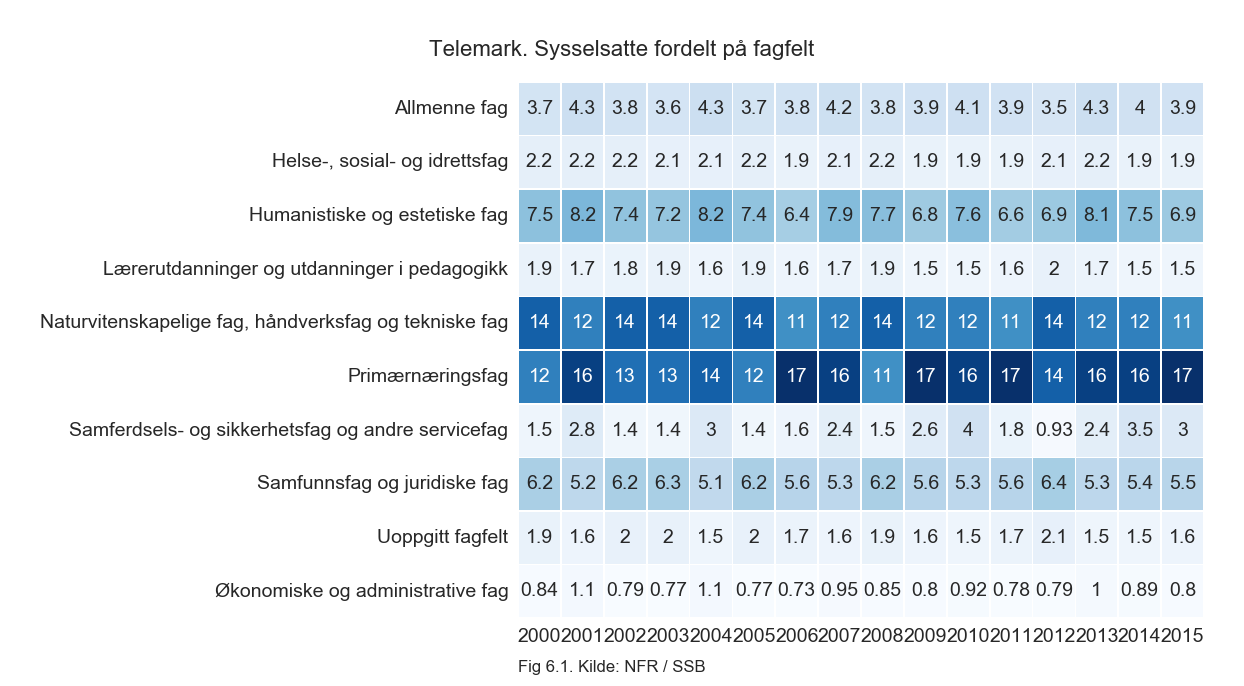 Telemark. Sysselsatte fordelt på fagfelt
Allmenne fag 3.7 4.3 3.8 3.6 4.3 3.7 3.8 4.2 3.8 3.9 4.1 3.9 3.5 4.3 4 3.9
Helse-, sosial- og idrettsfag 2.2 2.2 2.2 2.1 2.1 2.2 1.9 2.1 2.2 1.9 1.9 1.9 2.1 2.2 1.9 1.9
Humanistiske og estetiske fag 7.5 8.2 7.4 7.2 8.2 7.4 6.4 7.9 7.7 6.8 7.6 6.6 6.9 8.1 7.5 6.9
Lærerutdanninger og utdanninger i pedagogikk 1.9 1.7 1.8 1.9 1.6 1.9 1.6 1.7 1.9 1.5 1.5 1.6 2 1.7 1.5 1.5
Naturvitenskapelige fag, håndverksfag og tekniske fag 14 12 14 14 12 14 11 12 14 12 12 11 14 12 12 11
Primærnæringsfag 12 16 13 13 14 12 17 16 11 17 16 17 14 16 16 17
Samferdsels- og sikkerhetsfag og andre servicefag 1.5 2.8 1.4 1.4 3 1.4 1.6 2.4 1.5 2.6 4 1.8 0.93 2.4 3.5 3
Samfunnsfag og juridiske fag 6.2 5.2 6.2 6.3 5.1 6.2 5.6 5.3 6.2 5.6 5.3 5.6 6.4 5.3 5.4 5.5
Uoppgitt fagfelt 1.9 1.6 2 2 1.5 2 1.7 1.6 1.9 1.6 1.5 1.7 2.1 1.5 1.5 1.6
Økonomiske og administrative fag 0.84 1.1 0.79 0.77 1.1 0.77 0.73 0.95 0.85 0.8 0.92 0.78 0.79 1 0.89 0.8
2000 2001 2002 2003 2004 2005 2006 2007 2008 2009 2010 2011 2012 2013 2014 2015
Fig 6.1. Kilde: NFR / SSB